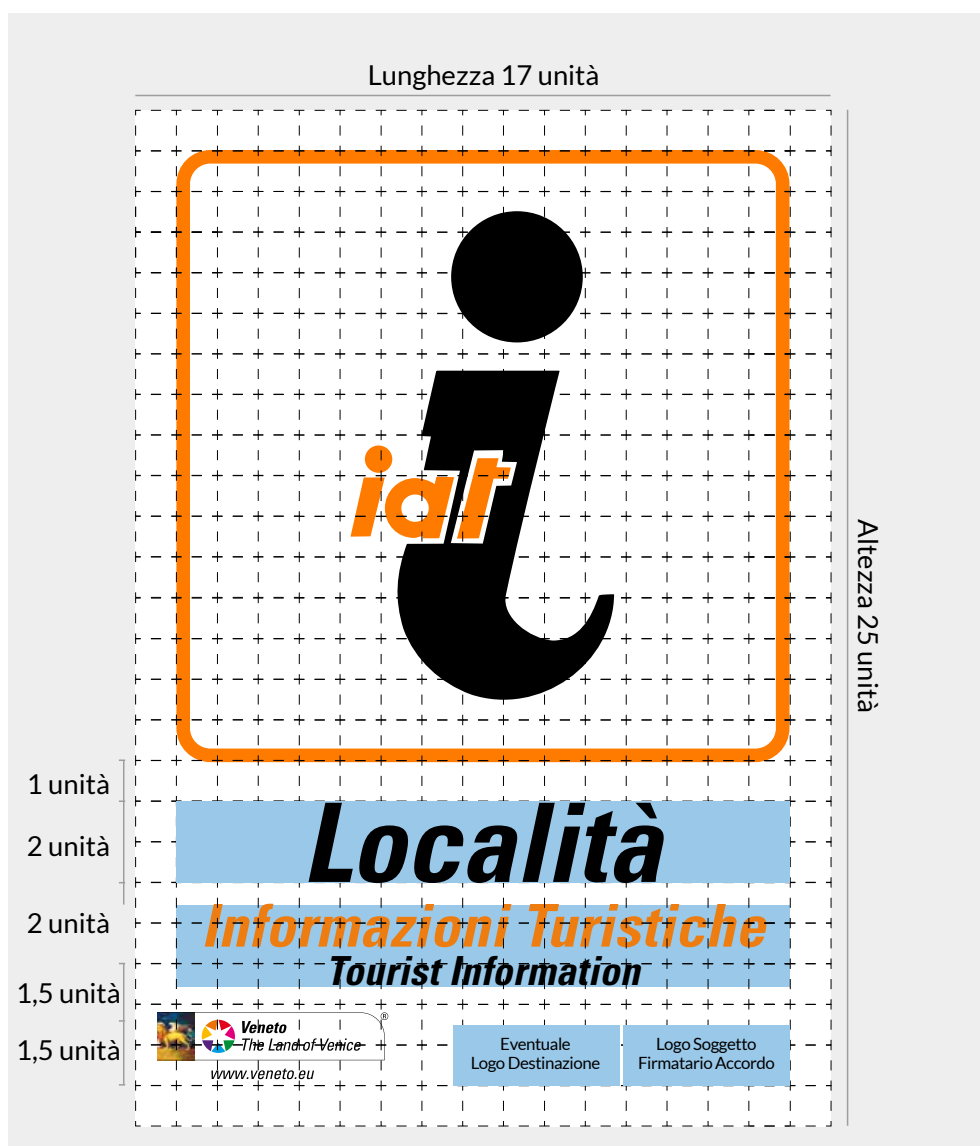 Lunghezza 17 unità
i
iat
Altezza 25 unità
1 unità
2 unità
Località
2 unità
Informazioni Turistiche
Tourist Information
1,5 unità
1,5 unità
Veneto
The Land of Venice
®
www.veneto.eu
Eventuale
Logo Destinazione
Logo Soggetto
Firmatario Accordo